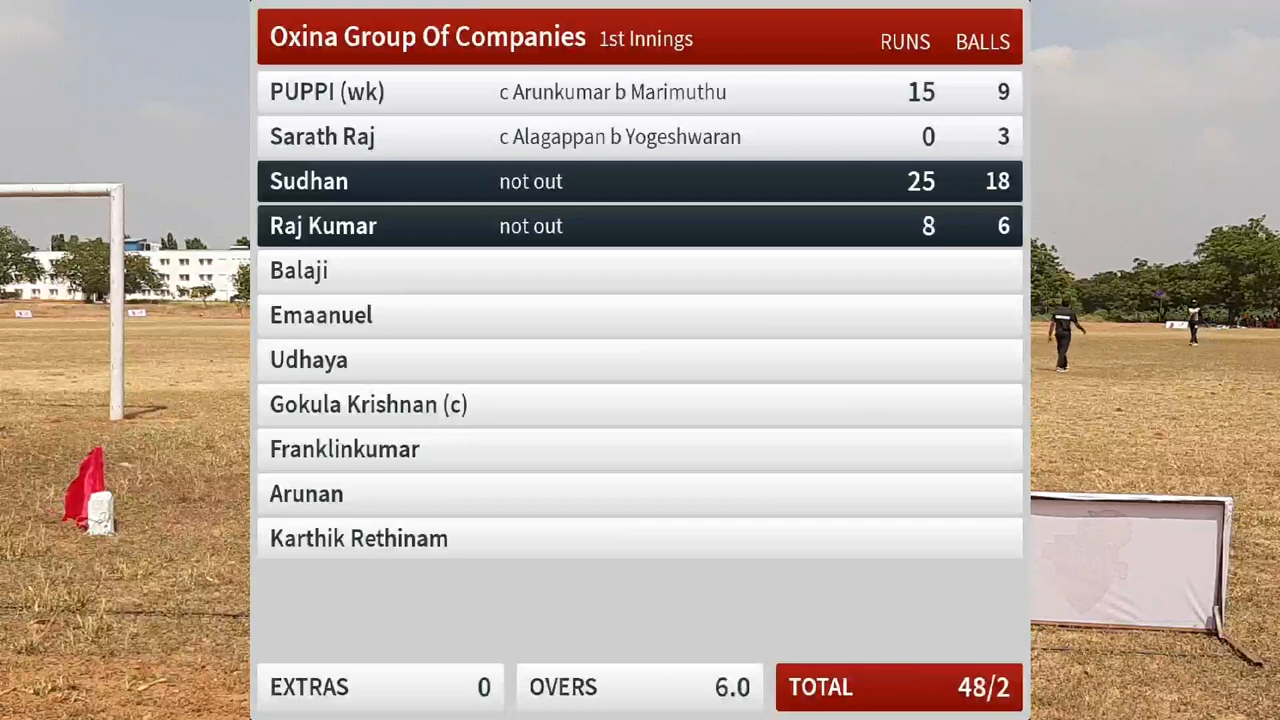 Oxina Group Of Companies 1st Innings RUNS BALLS
PUPPI (wk) c Arunkumar b Marimuthu 15 9
Sarath Raj c Alagappan b Yogeshwaran 0 3
Sudhan not out 25 18
Raj Kumar not out 8 6
Balaji
Emaanuel
Udhaya
Gokula Krishnan (c)
Franklinkumar
Arunan
Karthik Rethinam
EXTRAS 0 OVERS 6.0 TOTAL 48/2